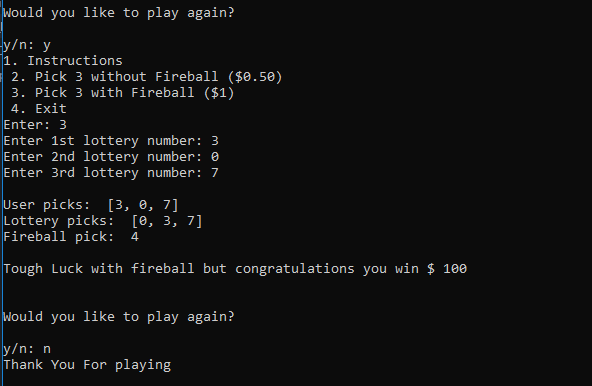 Would you like to play again?
y/n: y
1. Instructions
2. Pick 3 without Fireball ($0.50)
3. Pick 3 with Fireball ($1)
4. Exit
Enter: 3
Enter 1st lottery number: 3
Enter 2nd lottery number: 0
Enter 3rd lottery number: 7
User picks:  [3, 0, 7]
Lottery picks:  [0, 3, 7]
Fireball pick:  4
Tough Luck with fireball but congratulations you win $ 100
Would you like to play again?
y/n: n
Thank You For playing